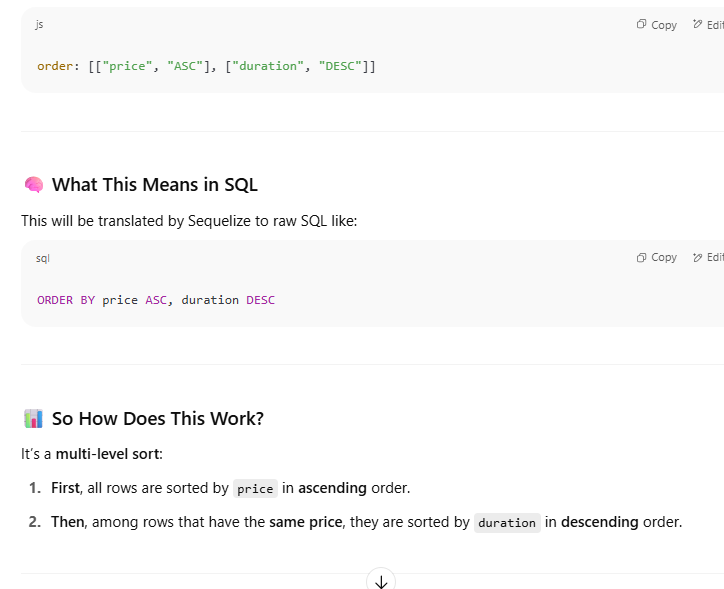 js
Copy
Edit
order: [["price", "ASC"], ["duration", "DESC"]]
What This Means in SQL
This will be translated by Sequelize to raw SQL like:
sql
Copy
Edit
ORDER BY price ASC, duration DESC
So How Does This Work?
It's a multi-level sort:
1. First, all rows are sorted by price in ascending order.
2. Then, among rows that have the same price, they are sorted by duration in descending order.